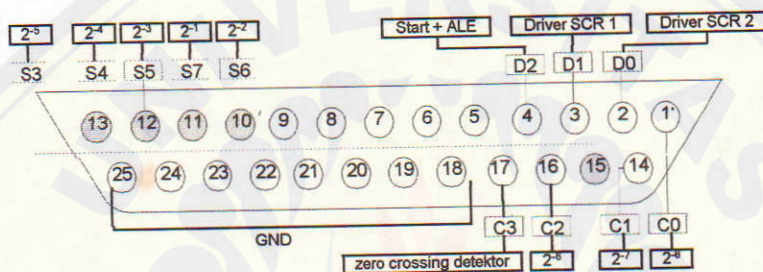 2-5 2-4 2-3 2-1 2-2 Start + ALE Driver SCR 1 Driver SCR 2
S3 S4 S5 S7 S6 D2 D1 D0
13 12 11 10 9 8 7 6 5 4 3 2 1
25 24 23 22 21 20 19 18 17 16 15 14
GND C3 C2 C1 C0
zero crossing detektor 2-6 2-7 2-8